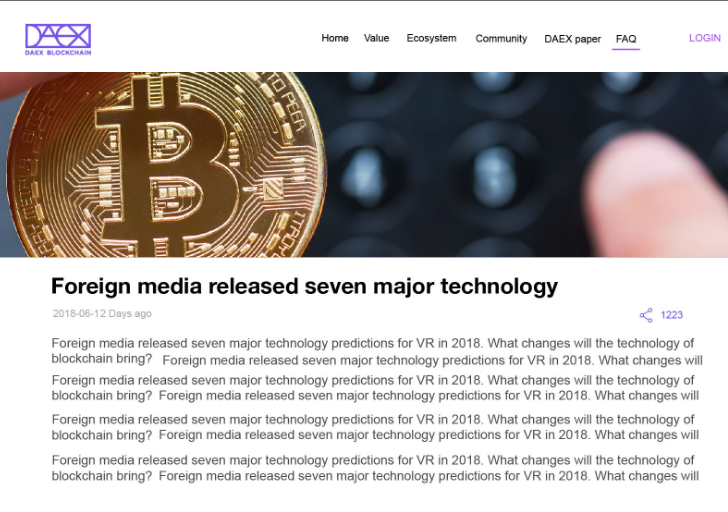 DAEX
DAEX BLOCKCHAIN
Home Value Ecosystem Community DAEX paper FAQ LOGIN
TO PEER
Foreign media released seven major technology
2018-06-12 Days ago
1223
Foreign media released seven major technology predictions for VR in 2018. What changes will the technology of
blockchain bring? Foreign media released seven major technology predictions for VR in 2018. What changes will
Foreign media released seven major technology predictions for VR in 2018. What changes will the technology of
blockchain bring? Foreign media released seven major technology predictions for VR in 2018. What changes will
Foreign media released seven major technology predictions for VR in 2018. What changes will the technology of
blockchain bring? Foreign media released seven major technology predictions for VR in 2018. What changes will
Foreign media released seven major technology predictions for VR in 2018. What changes will the technology of
blockchain bring? Foreign media released seven major technology predictions for VR in 2018. What changes will